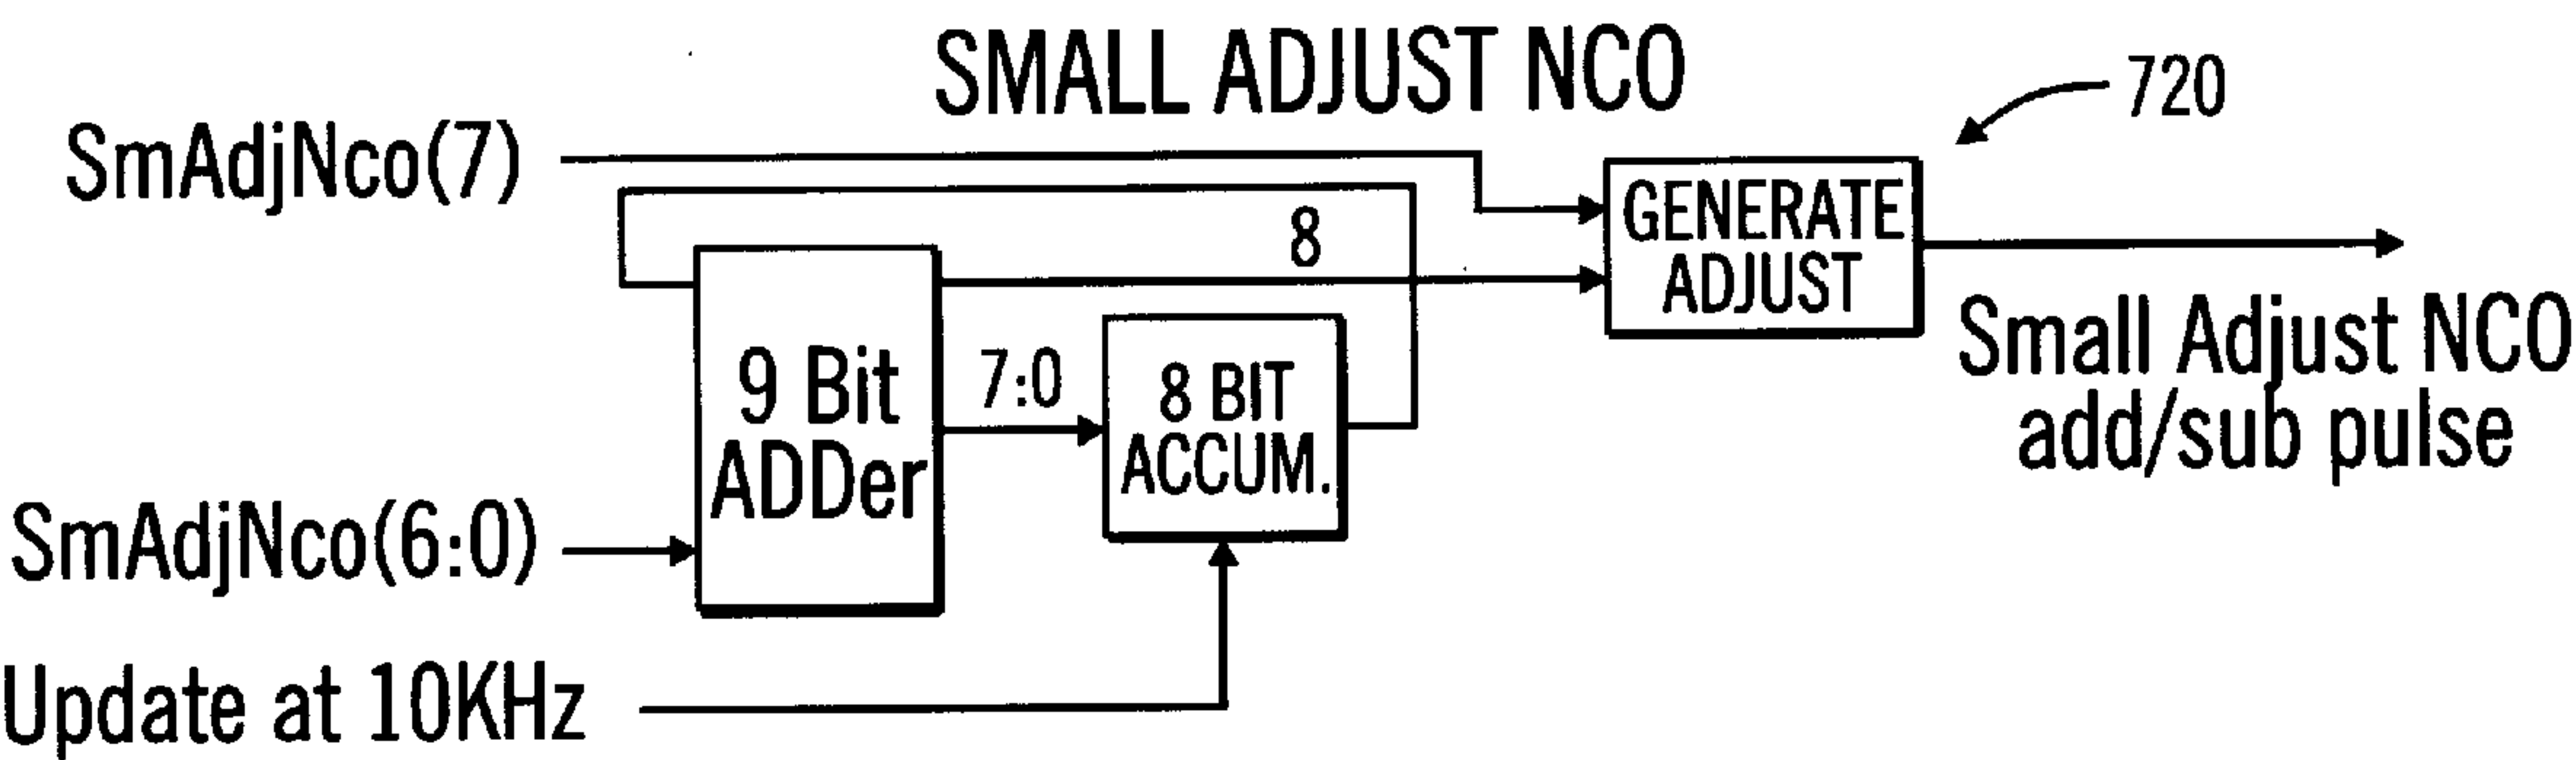 SMALL ADJUST NCO
720
SmAdjNco(7)
GENERATE
ADJUST
8
Small Adjust NCO
add/sub pulse
9 Bit
ADDer
7:0
8 BIT
ACCUM.
SmAdjNco(6:0)
Update at 10KHz